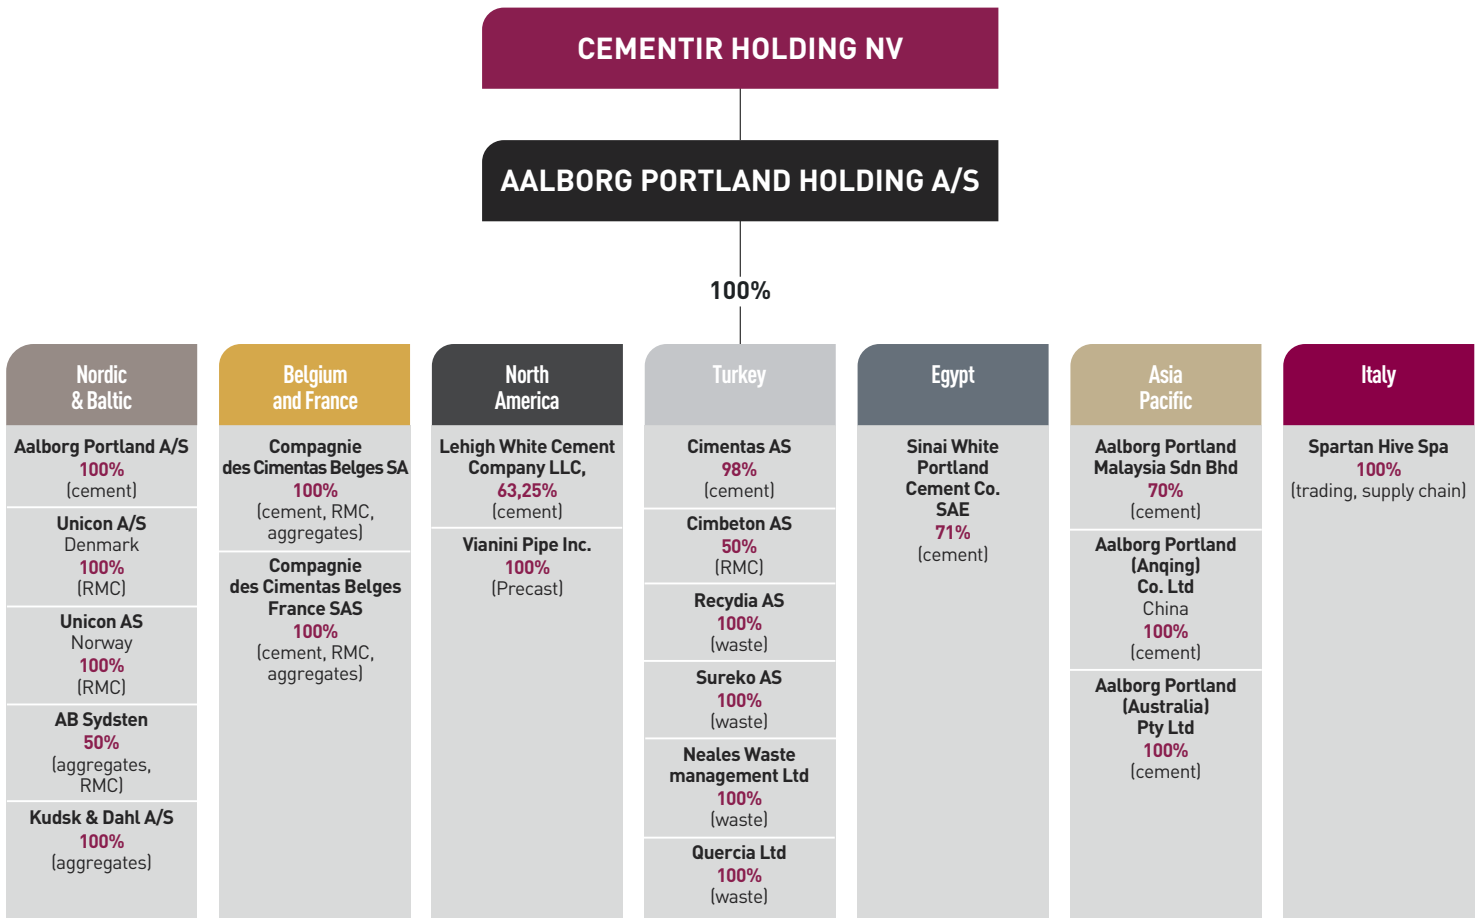 CEMENTIR HOLDING NV
AALBORG PORTLAND HOLDING A/S
100%
Nordic
& Baltic
Aalborg Portland A/S
100%
(cement)
Unicon A/S
Denmark
100%
(RMC)
Unicon AS
Norway
100%
(RMC)
AB Sydsten
50%
(aggregates,
RMC)
Kudsk & Dahl A/S
100%
(aggregates)
Belgium
and France
Compagnie
des Cimentas Belges SA
100%
(cement, RMC,
aggregates)
Compagnie
des Cimentas Belges
France SAS
100%
(cement, RMC,
aggregates)
North
America
Lehigh White Cement
Company LLC,
63,25%
(cement)
Vianini Pipe Inc.
100%
(Precast)
Turkey
Cimentas AS
98%
(cement)
Cimbeton AS
50%
(RMC)
Recydia AS
100%
(waste)
Sureko AS
100%
(waste)
Neales Waste
management Ltd
100%
(waste)
Quercia Ltd
100%
(waste)
Egypt
Sinai White
Portland
Cement Co.
SAE
71%
(cement)
Asia
Pacific
Aalborg Portland
Malaysia Sdn Bhd
70%
(cement)
Aalborg Portland
(Anqing)
Co. Ltd
China
100%
(cement)
Aalborg Portland
(Australia)
Pty Ltd
100%
(cement)
Italy
Spartan Hive Spa
100%
(trading, supply chain)